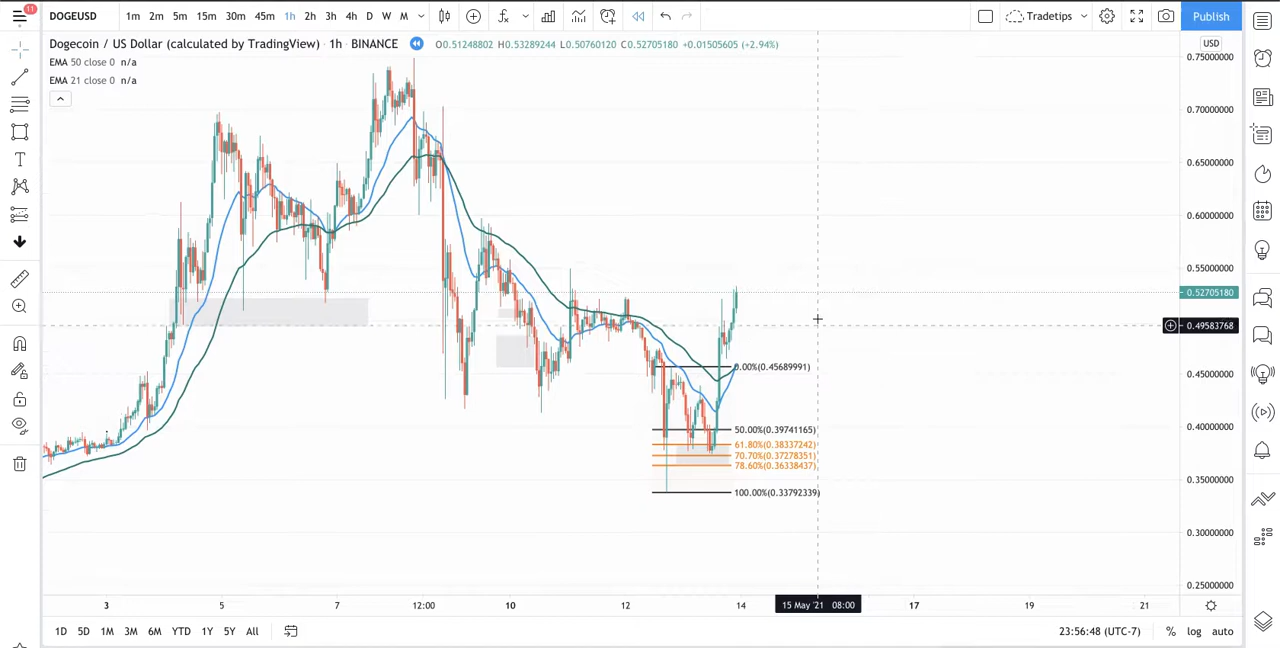 11
DOGEUSD 1m 2m 5m 15m 30m 45m 1h 2h 3h 4h D W M Tradetips Publish
Dogecoin / US Dollar (calculated by TradingView) · 1h · BINANCE O0.51248802 H0.53289244 L0.50760120 C0.52705180 +0.01505605 (+2.94%)
USD
EMA 50 close 0 n/a
EMA 21 close 0 n/a
0.75000000
0.70000000
0.65000000
0.60000000
0.55000000
0.52705180
0.49583768
0.00%(0.45689991)
0.45000000
50.00%(0.39741165)
0.40000000
61.80%(0.38337242)
70.70%(0.37278351)
78.60%(0.36338437)
0.35000000
100.00%(0.33792339)
0.30000000
0.25000000
3 5 7 12:00 10 12 14 15 May '21 08:00 17 19 21
1D 5D 1M 3M 6M YTD 1Y 5Y All 23:56:48 (UTC-7) % log auto